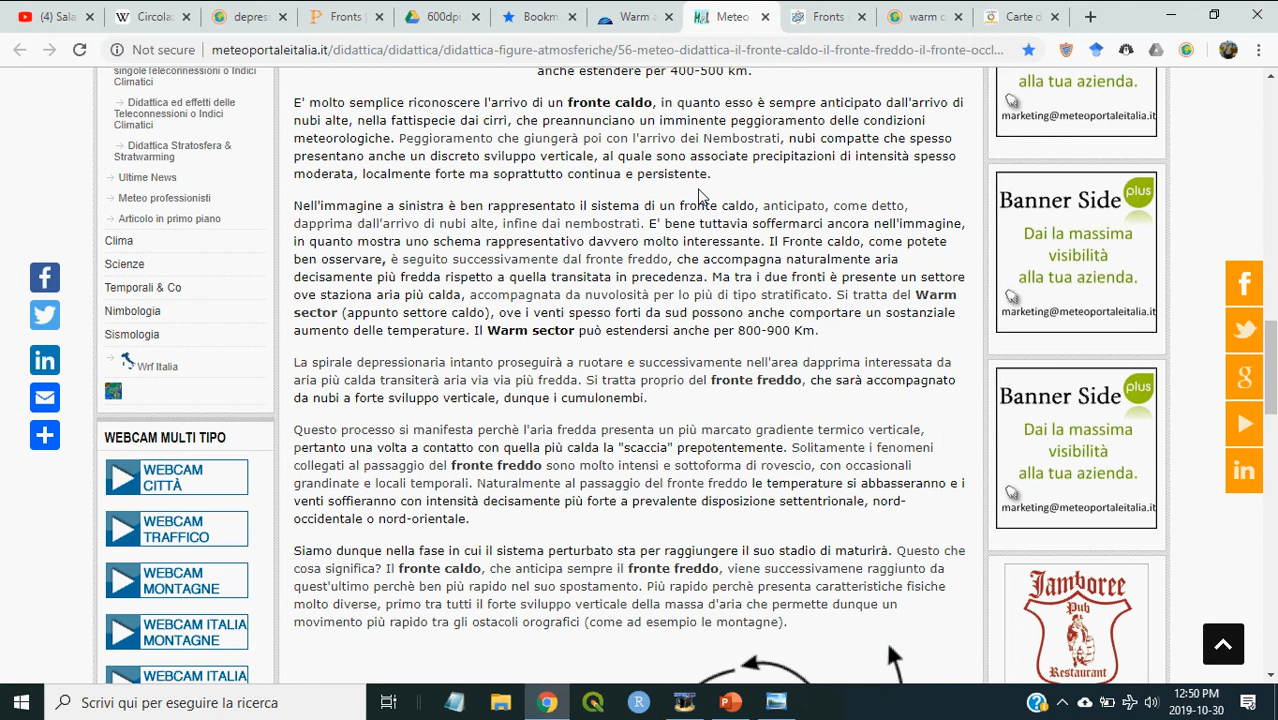 (4) Sala
Circola
depres
Fronts |
600dpi
Bookm
Warm a
Meteo
Fronts
warm c
Carte d
Not secure
meteoportaleitalia.it/didattica/didattica/didattica-figure-atmosferiche/56-meteo-didattica-il-fronte-caldo-il-fronte-freddo-il-fronte-occl...
singoleTeleconnessioni o Indici
Climatici
Didattica ed effetti delle
Teleconnessioni o Indici
Climatici
Didattica Stratosfera &
Stratwarming
Ultime News
Meteo professionisti
Articolo in primo piano
Clima
Scienze
Temporali & Co
Nimbologia
Sismologia
Wrf Italia
WEBCAM MULTI TIPO
WEBCAM
CITTÀ
WEBCAM
TRAFFICO
WEBCAM
MONTAGNE
WEBCAM ITALIA
MONTAGNE
WEBCAM ITALIA
anche estendere per 400-500 km.
E' molto semplice riconoscere l'arrivo di un fronte caldo, in quanto esso è sempre anticipato dall'arrivo di
nubi alte, nella fattispecie dai cirri, che preannunciano un imminente peggioramento delle condizioni
meteorologiche. Peggioramento che giungerà poi con l'arrivo dei Nembostrati, nubi compatte che spesso
presentano anche un discreto sviluppo verticale, al quale sono associate precipitazioni di intensità spesso
moderata, localmente forte ma soprattutto continua e persistente.
Nell'immagine a sinistra è ben rappresentato il sistema di un fronte caldo, anticipato, come detto,
dapprima dall'arrivo di nubi alte, infine dai nembostrati. E' bene tuttavia soffermarci ancora nell'immagine,
in quanto mostra uno schema rappresentativo davvero molto interessante. Il Fronte caldo, come potete
ben osservare, è seguito successivamente dal fronte freddo, che accompagna naturalmente aria
decisamente più fredda rispetto a quella transitata in precedenza. Ma tra i due fronti è presente un settore
ove staziona aria più calda, accompagnata da nuvolosità per lo più di tipo stratificato. Si tratta del Warm
sector (appunto settore caldo), ove i venti spesso forti da sud possono anche comportare un sostanziale
aumento delle temperature. Il Warm sector può estendersi anche per 800-900 Km.
La spirale depressionaria intanto proseguirà a ruotare e successivamente nell'area dapprima interessata da
aria più calda transiterà aria via via più fredda. Si tratta proprio del fronte freddo, che sarà accompagnato
da nubi a forte sviluppo verticale, dunque i cumulonembi.
Questo processo si manifesta perchè l'aria fredda presenta un più marcato gradiente termico verticale,
pertanto una volta a contatto con quella più calda la "scaccia" prepotentemente. Solitamente i fenomeni
collegati al passaggio del fronte freddo sono molto intensi e sottoforma di rovescio, con occasionali
grandinate e locali temporali. Naturalmente al passaggio del fronte freddo le temperature si abbasseranno e i
venti soffieranno con intensità decisamente più forte a prevalente disposizione settentrionale, nord-
occidentale o nord-orientale.
Siamo dunque nella fase in cui il sistema perturbato sta per raggiungere il suo stadio di maturirà. Questo che
cosa significa? Il fronte caldo, che anticipa sempre il fronte freddo, viene successivamente raggiunto da
quest'ultimo perchè ben più rapido nel suo spostamento. Più rapido perchè presenta caratteristiche fisiche
molto diverse, primo tra tutti il forte sviluppo verticale della massa d'aria che permette dunque un
movimento più rapido tra gli ostacoli orografici (come ad esempio le montagne).
alla tua azienda.
marketing@meteoportaleitalia.it
Banner Side plus
Dai la massima
visibilità
alla tua azienda.
marketing@meteoportaleitalia.it
Banner Side plus
Dai la massima
visibilità
alla tua azienda.
marketing@meteoportaleitalia.it
Jamboree
Pub
Restaurant
Scrivi qui per eseguire la ricerca
12:50 PM
2019-10-30